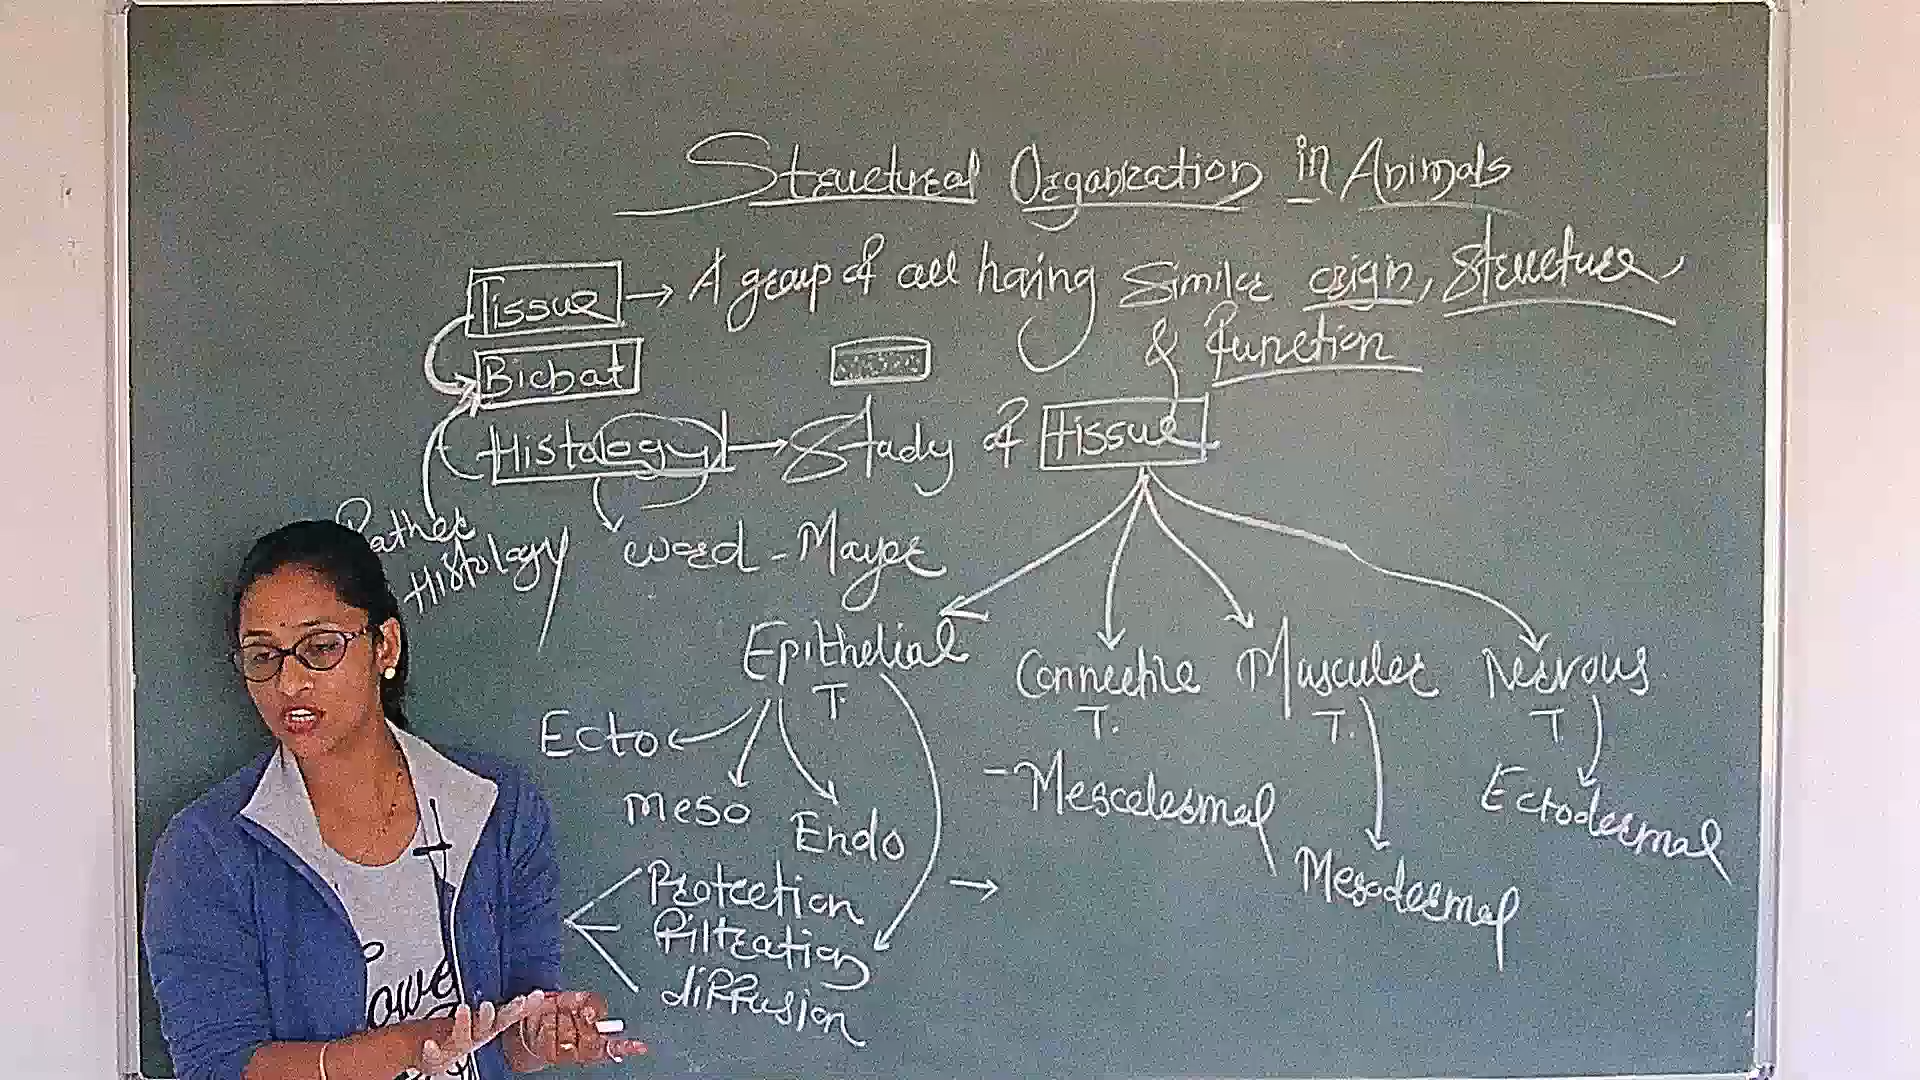 Structural Organization in Animals
Tissue → A group of cell having similar origin, structure,
& function
Bichat
Histology → Study of tissue
Father
Histology
word - Mayer
Epithelial
T.
Connective
T.
Muscular
T.
Nervous
T.
Ecto
meso
Endo
- Mesodermal
Mesodermal
Ectodermal
Protection
→
filtration
diffusion